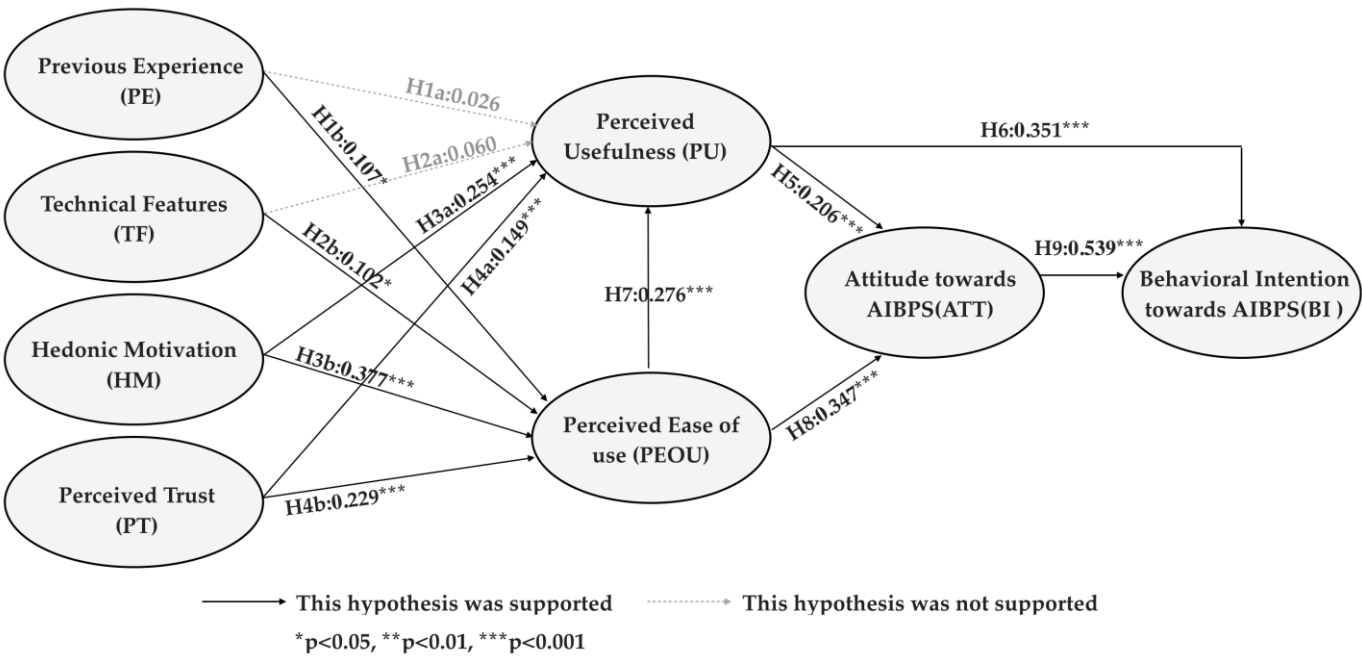 Previous Experience
(PE)
Technical Features
(TF)
Hedonic Motivation
(HM)
Perceived Trust
(PT)
H1a:0.026
H1b:0.107*
H2a:0.060
H2b:0.102*
H3a:0.254***
H3b:0.377***
H4a:0.149***
H4b:0.229***
Perceived
Usefulness (PU)
H7:0.276***
Perceived Ease of
use (PEOU)
H6:0.351***
H5:0.206***
H8:0.347***
Attitude towards
AIBPS(ATT)
H9:0.539***
Behavioral Intention
towards AIBPS(BI )
This hypothesis was supported
This hypothesis was not supported
*p<0.05, **p<0.01, ***p<0.001